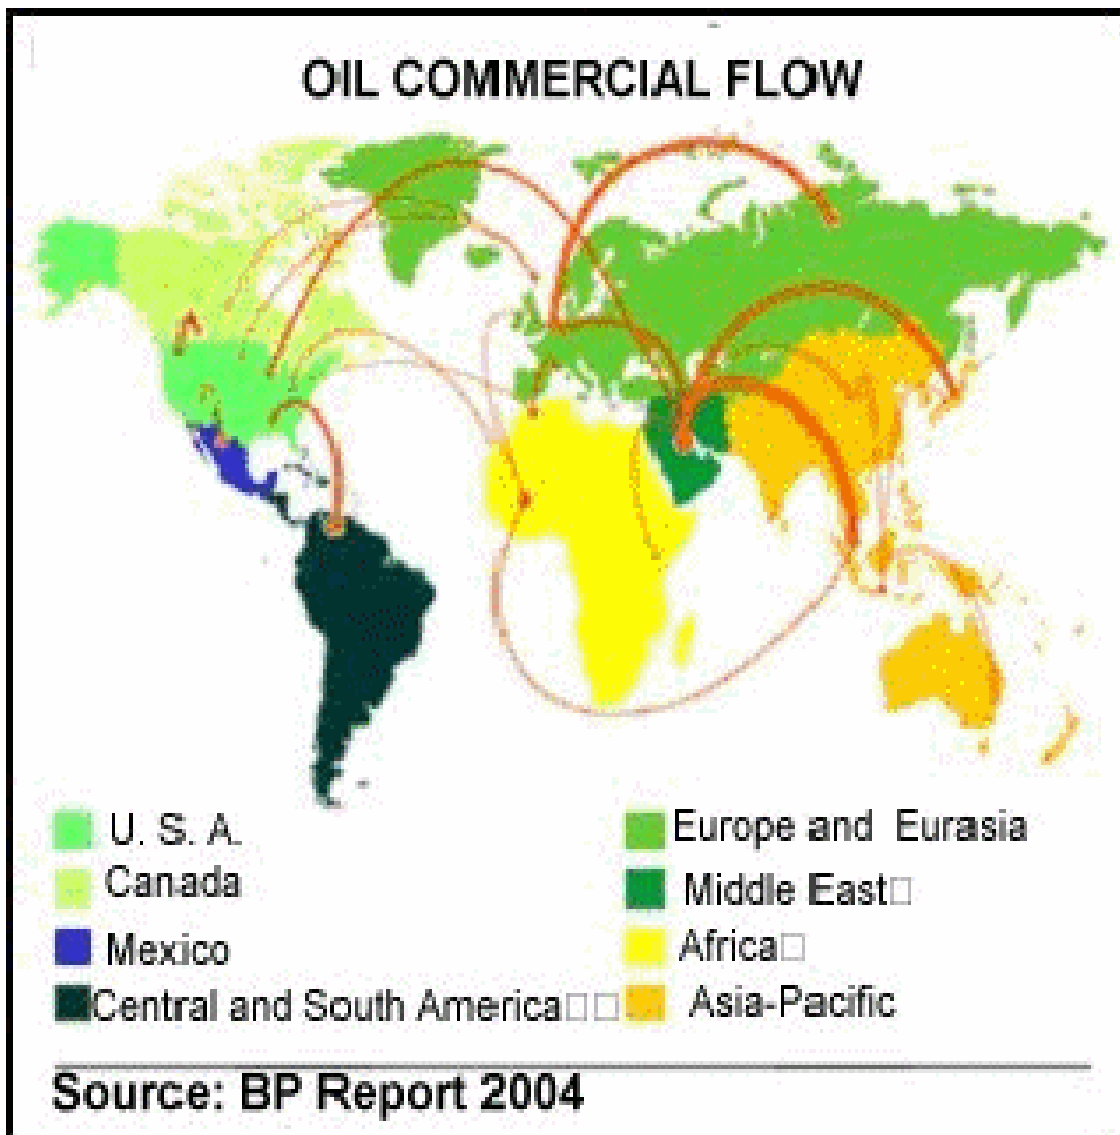 OIL COMMERCIAL FLOW
U. S. A.
Canada
Mexico
Central and South America□□
Europe and Eurasia
Middle East□
Africa□
Asia-Pacific
Source: BP Report 2004